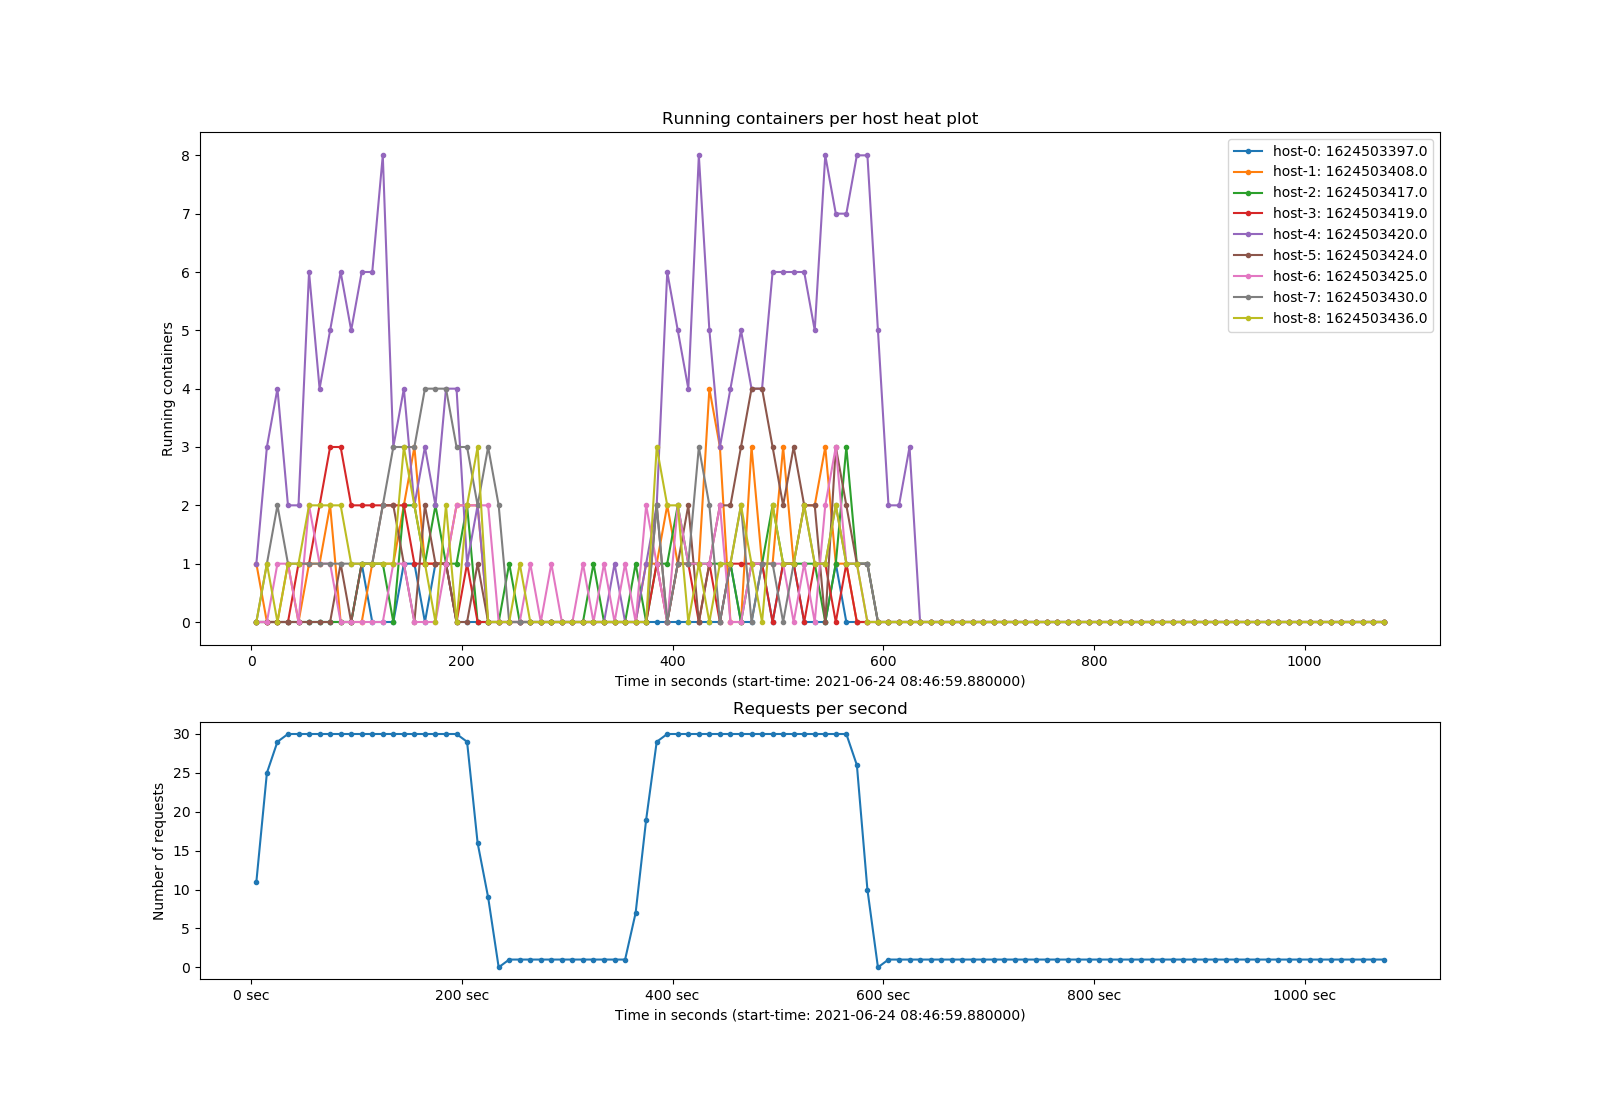 Running containers per host heat plot
Running containers
8
7
6
5
4
3
2
1
0
host-0: 1624503397.0
host-1: 1624503408.0
host-2: 1624503417.0
host-3: 1624503419.0
host-4: 1624503420.0
host-5: 1624503424.0
host-6: 1624503425.0
host-7: 1624503430.0
host-8: 1624503436.0
0 200 400 600 800 1000
Time in seconds (start-time: 2021-06-24 08:46:59.880000)
Requests per second
Number of requests
30
25
20
15
10
5
0
0 sec 200 sec 400 sec 600 sec 800 sec 1000 sec
Time in seconds (start-time: 2021-06-24 08:46:59.880000)